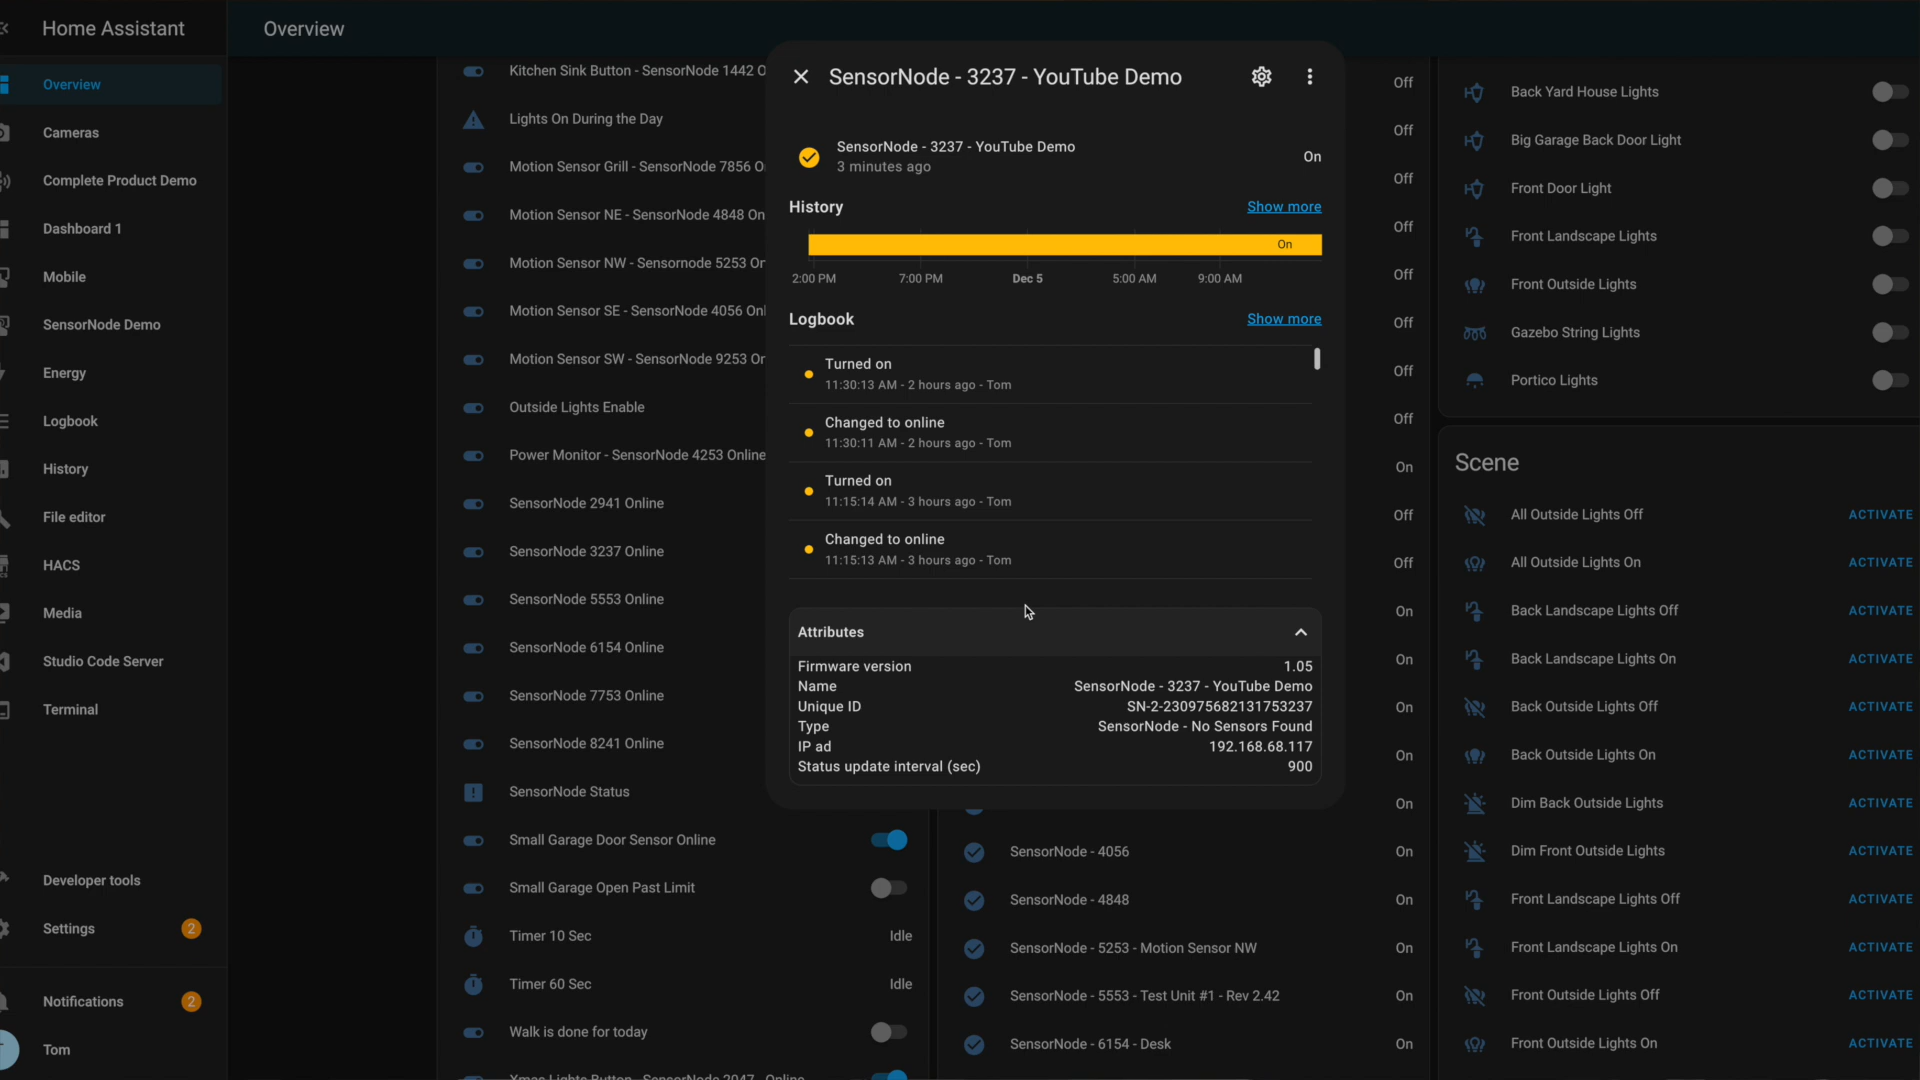 Home Assistant
Overview
Overview
Cameras
Complete Product Demo
Dashboard 1
Mobile
SensorNode Demo
Energy
Logbook
History
File editor
HACS
Media
Studio Code Server
Terminal
Developer tools
Settings
2
Notifications
2
Tom
Kitchen Sink Button - SensorNode 1442 O
Lights On During the Day
Motion Sensor Grill - SensorNode 7856 O
Motion Sensor NE - SensorNode 4848 On
Motion Sensor NW - Sensornode 5253 Or
Motion Sensor SE - SensorNode 4056 Onl
Motion Sensor SW - SensorNode 9253 Or
Outside Lights Enable
Power Monitor - SensorNode 4253 Online
SensorNode 2941 Online
SensorNode 3237 Online
SensorNode 5553 Online
SensorNode 6154 Online
SensorNode 7753 Online
SensorNode 8241 Online
SensorNode Status
Small Garage Door Sensor Online
Small Garage Open Past Limit
Timer 10 Sec Idle
Timer 60 Sec Idle
Walk is done for today
Xmas Lights Button - SensorNode 2047 - Online
SensorNode - 3237 - YouTube Demo
SensorNode - 3237 - YouTube Demo
3 minutes ago
On
History Show more
On
2:00 PM 7:00 PM Dec 5 5:00 AM 9:00 AM
Logbook Show more
Turned on
11:30:13 AM - 2 hours ago - Tom
Changed to online
11:30:11 AM - 2 hours ago - Tom
Turned on
11:15:14 AM - 3 hours ago - Tom
Changed to online
11:15:13 AM - 3 hours ago - Tom
Attributes
Firmware version 1.05
Name SensorNode - 3237 - YouTube Demo
Unique ID SN-2-230975682131753237
Type SensorNode - No Sensors Found
IP ad 192.168.68.117
Status update interval (sec) 900
Off
Off
Off
Off
Off
Off
Off
Off
On
Off
Off
On
On
On
On
On
SensorNode - 4056 On
SensorNode - 4848 On
SensorNode - 5253 - Motion Sensor NW On
SensorNode - 5553 - Test Unit #1 - Rev 2.42 On
SensorNode - 6154 - Desk On
Back Yard House Lights
Big Garage Back Door Light
Front Door Light
Front Landscape Lights
Front Outside Lights
Gazebo String Lights
Portico Lights
Scene
All Outside Lights Off ACTIVATE
All Outside Lights On ACTIVATE
Back Landscape Lights Off ACTIVATE
Back Landscape Lights On ACTIVATE
Back Outside Lights Off ACTIVATE
Back Outside Lights On ACTIVATE
Dim Back Outside Lights ACTIVATE
Dim Front Outside Lights ACTIVATE
Front Landscape Lights Off ACTIVATE
Front Landscape Lights On ACTIVATE
Front Outside Lights Off ACTIVATE
Front Outside Lights On ACTIVATE